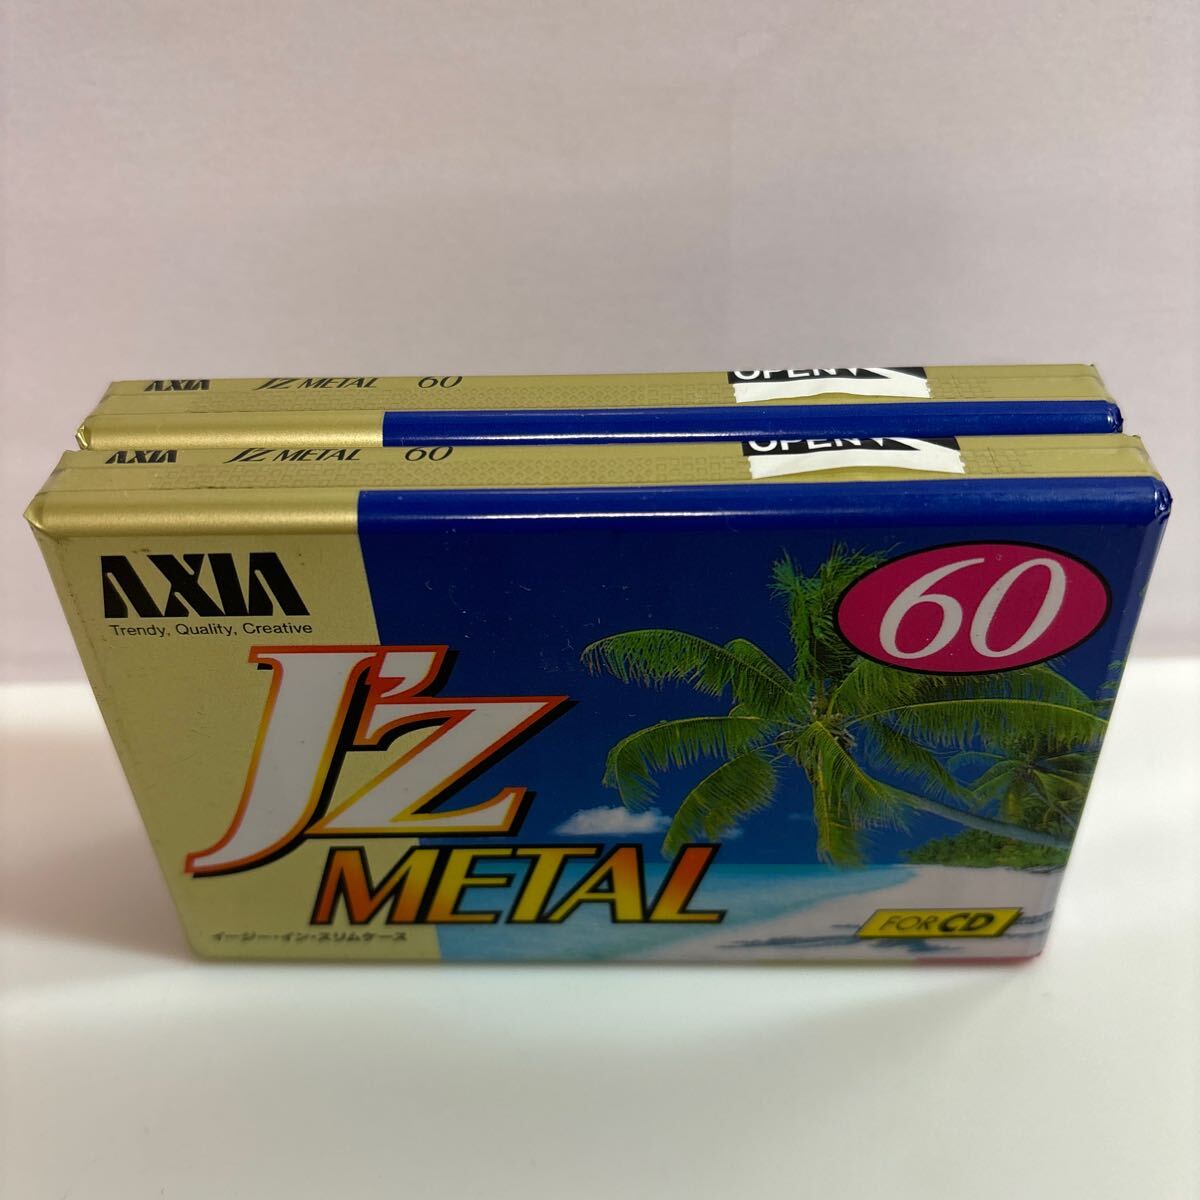 AXIA J'Z METAL 60 OPEN
AXIA J'Z METAL 60 OPEN
AXIA
Trendy, Quality, Creative
60
J'Z
METAL
イージー・イン・スリムケース
FOR CD